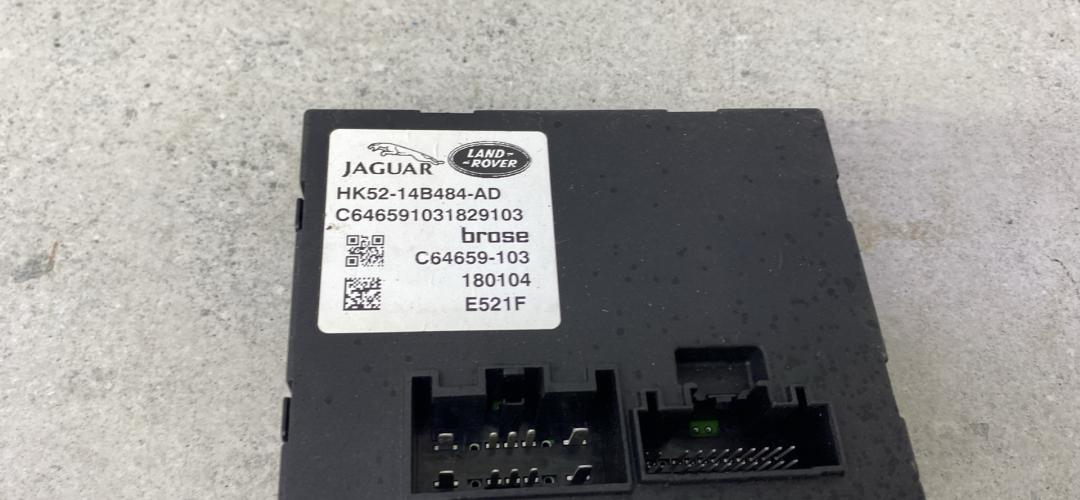 JAGUAR
LAND-
-ROVER
HK52-14B484-AD
C646591031829103
brose
C64659-103
180104
E521F